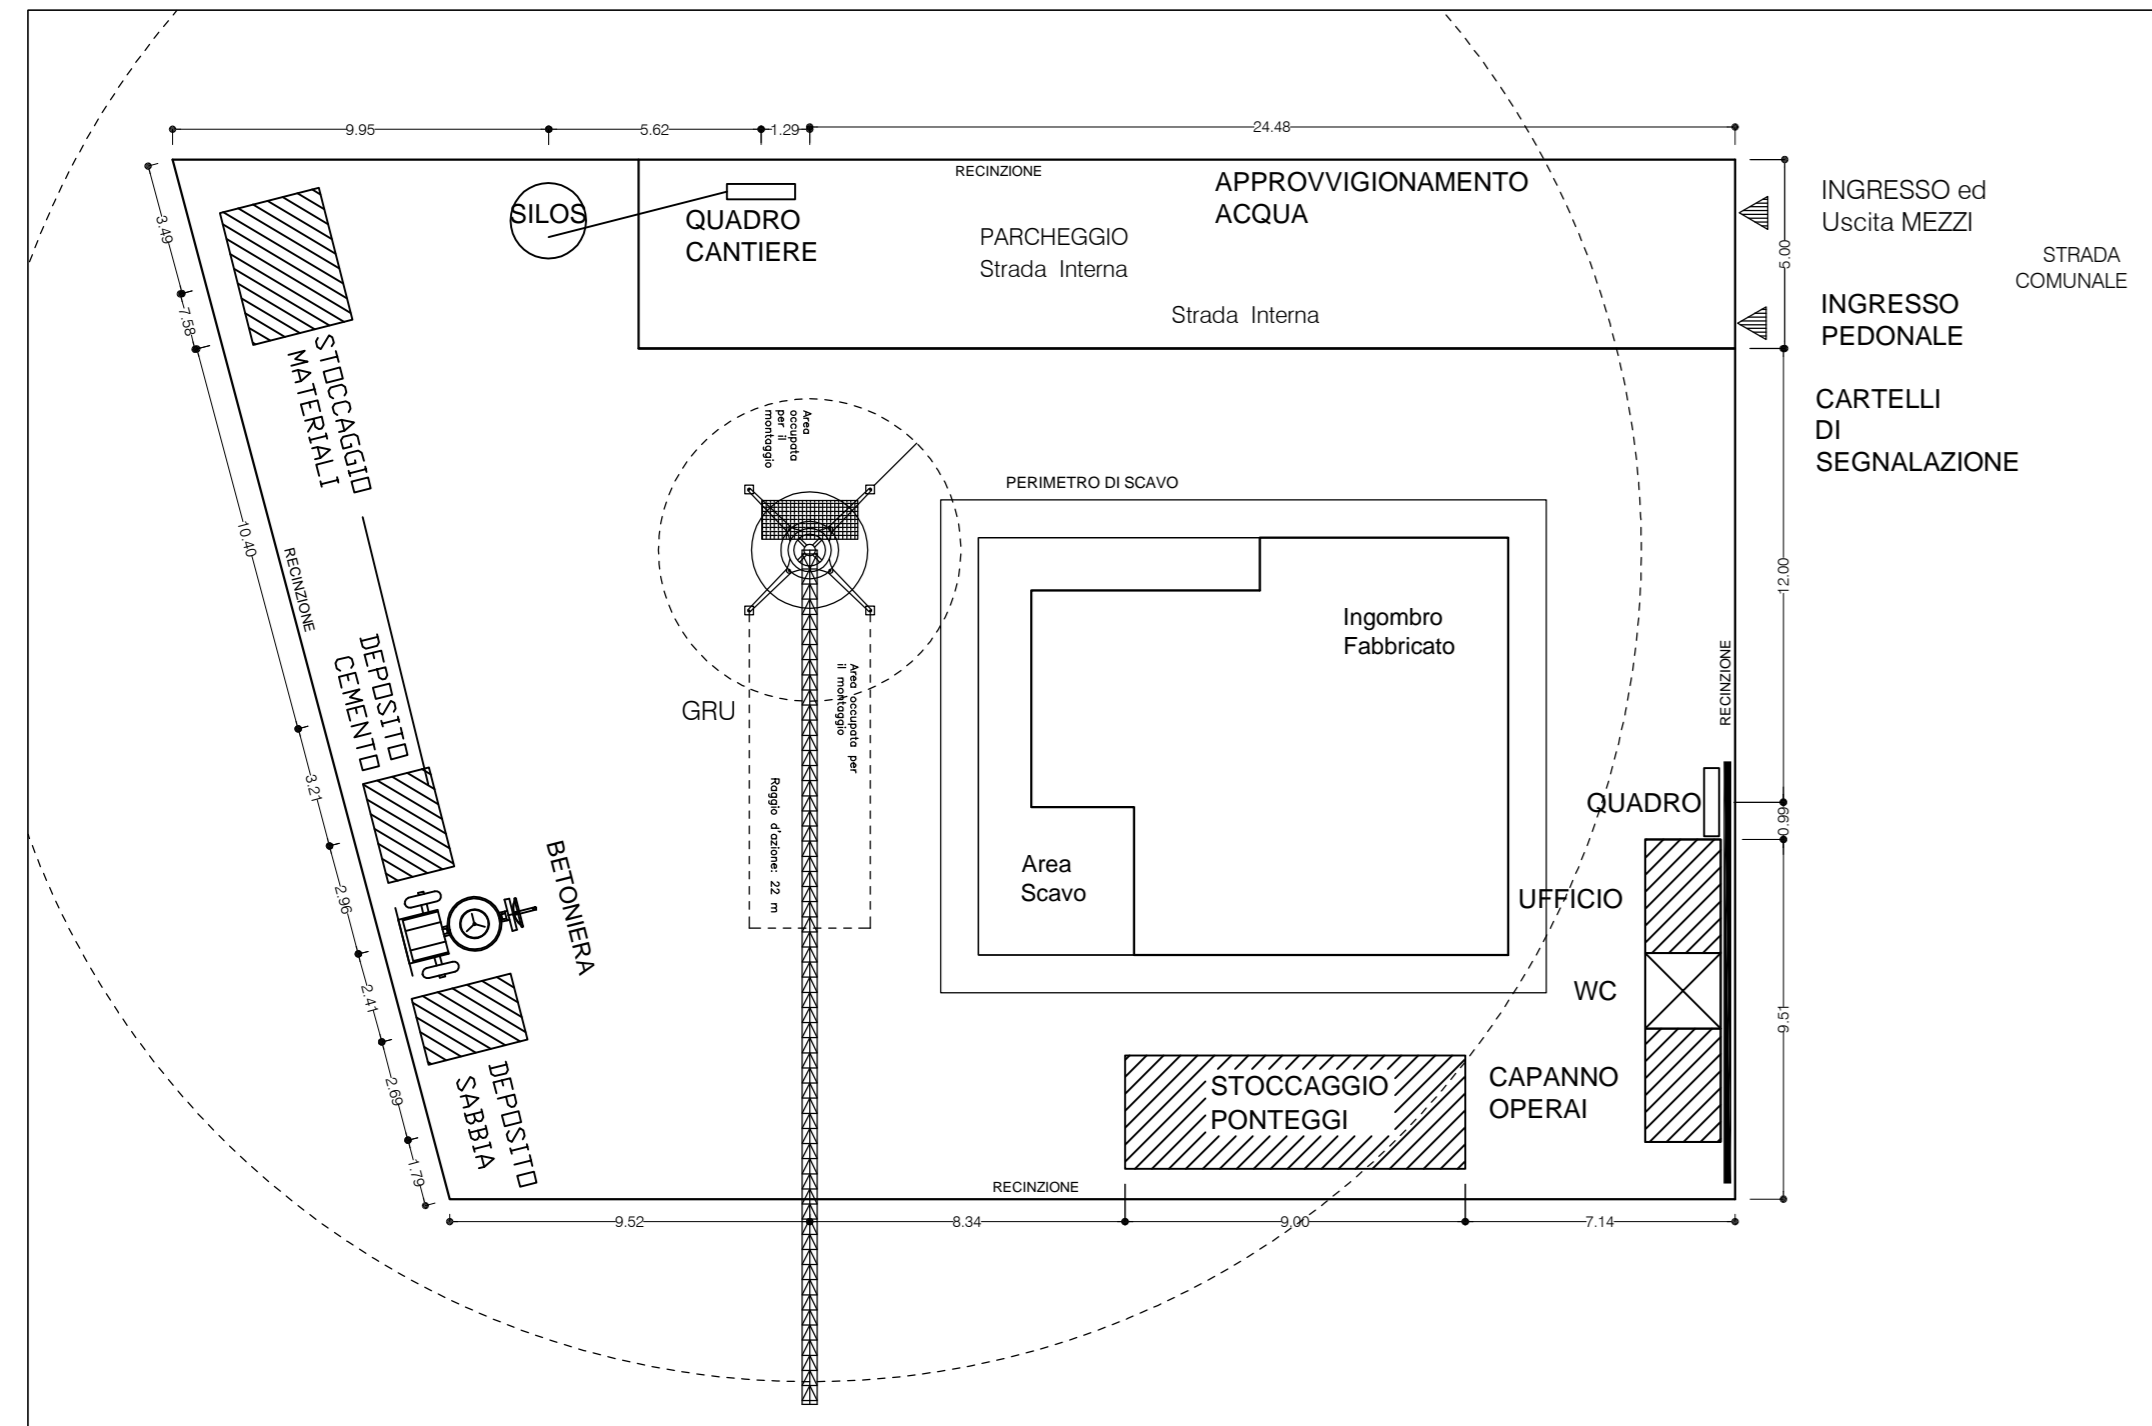 9.95
5.62
1.29
24.48
RECINZIONE
SILOS
QUADRO
CANTIERE
APPROVVIGIONAMENTO
ACQUA
PARCHEGGIO
Strada Interna
Strada Interna
INGRESSO ed
Uscita MEZZI
5.00
STRADA
COMUNALE
INGRESSO
PEDONALE
CARTELLI
DI
SEGNALAZIONE
3.49
7.58
STOCCAGGIO
MATERIALI
10.40
RECINZIONE
Area
occupata
per il
montaggio
PERIMETRO DI SCAVO
Ingombro
Fabbricato
12.00
RECINZIONE
DEPOSITO
CEMENTO
GRU
Area occupata per
il montaggio
Raggio d'azione: 22 m
3.21
QUADRO
0.99
BETONIERA
2.96
Area
Scavo
UFFICIO
WC
9.51
2.41
DEPOSITO
SABBIA
2.69
1.79
STOCCAGGIO
PONTEGGI
CAPANNO
OPERAI
RECINZIONE
9.52
8.34
9.00
7.14